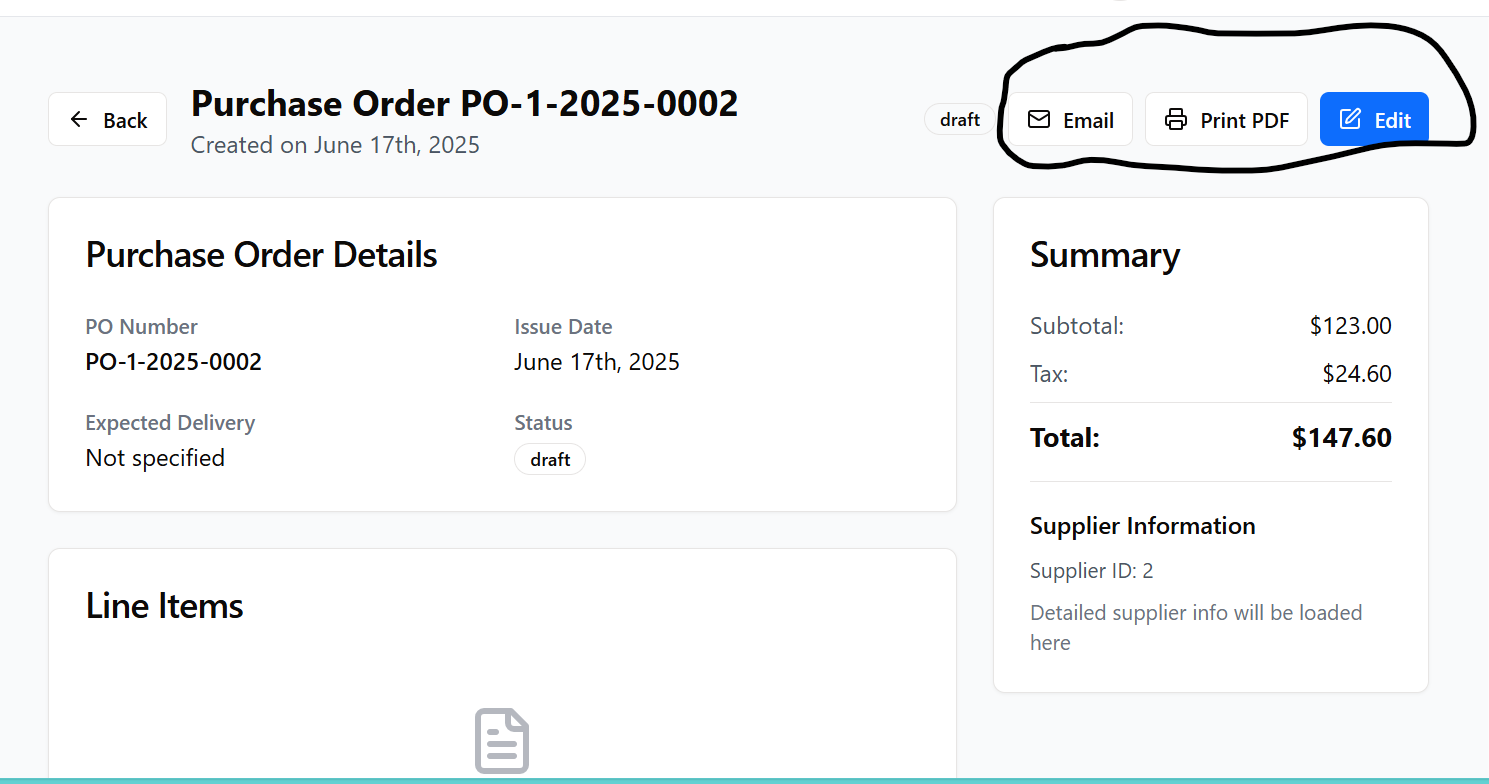 Back
Purchase Order PO-1-2025-0002
Created on June 17th, 2025
draft
Email
Print PDF
Edit
Purchase Order Details
PO Number
PO-1-2025-0002
Issue Date
June 17th, 2025
Expected Delivery
Not specified
Status
draft
Line Items
Summary
Subtotal: $123.00
Tax: $24.60
Total: $147.60
Supplier Information
Supplier ID: 2
Detailed supplier info will be loaded
here